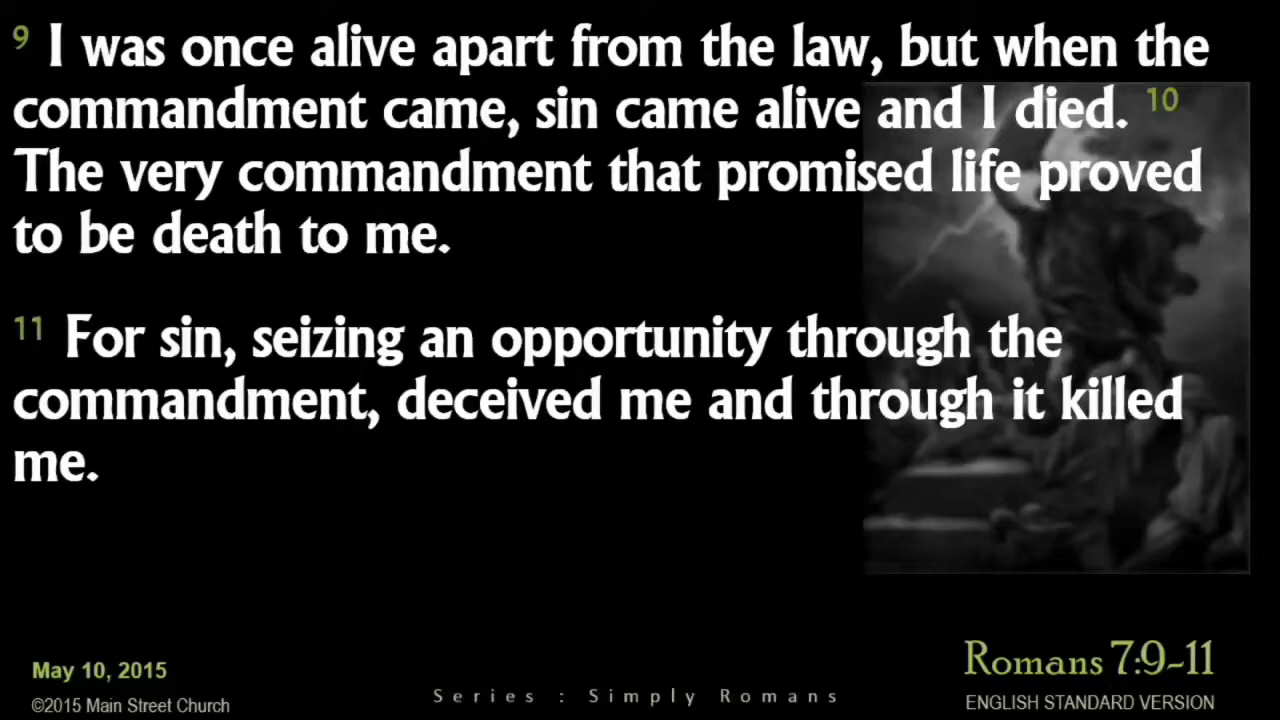 9 I was once alive apart from the law, but when the
commandment came, sin came alive and I died. 10
The very commandment that promised life proved
to be death to me.
11 For sin, seizing an opportunity through the
commandment, deceived me and through it killed
me.
May 10, 2015
©2015 Main Street Church
Series : Simply Romans
Romans 7:9-11
ENGLISH STANDARD VERSION